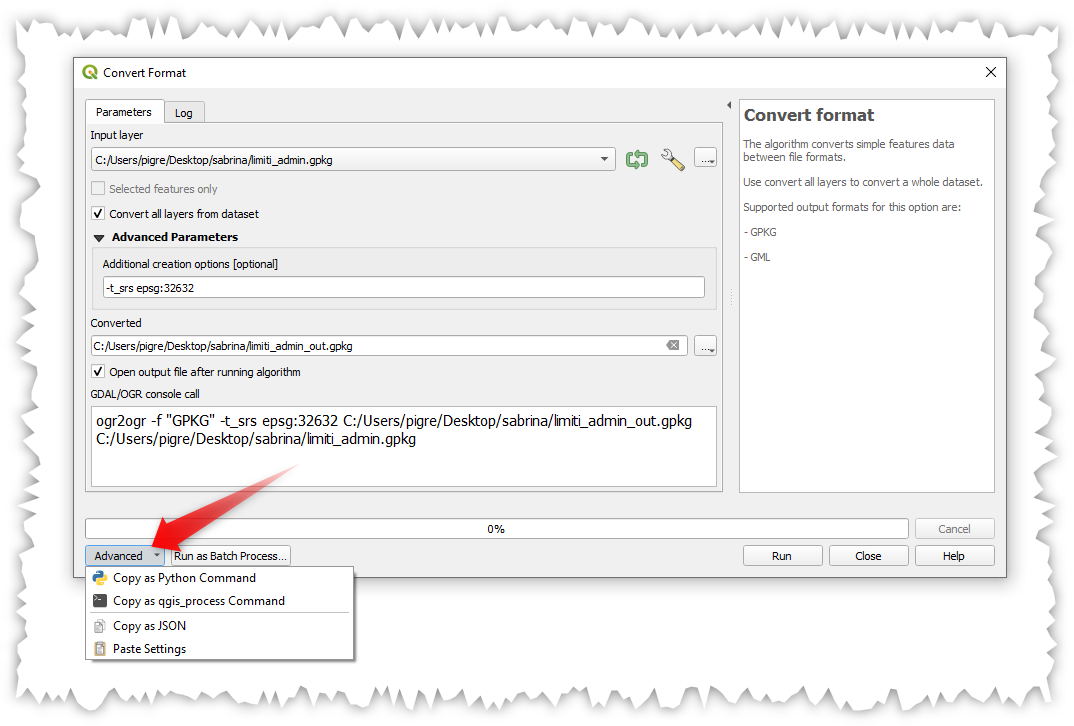 Convert Format
Parameters
Log
Input layer
C:/Users/pigre/Desktop/sabrina/limiti_admin.gpkg
...
Selected features only
Convert all layers from dataset
Advanced Parameters
Additional creation options [optional]
-t_srs epsg:32632
Converted
C:/Users/pigre/Desktop/sabrina/limiti_admin_out.gpkg
...
Open output file after running algorithm
GDAL/OGR console call
ogr2ogr -f "GPKG" -t_srs epsg:32632 C:/Users/pigre/Desktop/sabrina/limiti_admin_out.gpkg
C:/Users/pigre/Desktop/sabrina/limiti_admin.gpkg
Convert format
The algorithm converts simple features data
between file formats.
Use convert all layers to convert a whole dataset.
Supported output formats for this option are:
- GPKG
- GML
0%
Cancel
Advanced
Run as Batch Process...
Run
Close
Help
Copy as Python Command
Copy as qgis_process Command
Copy as JSON
Paste Settings